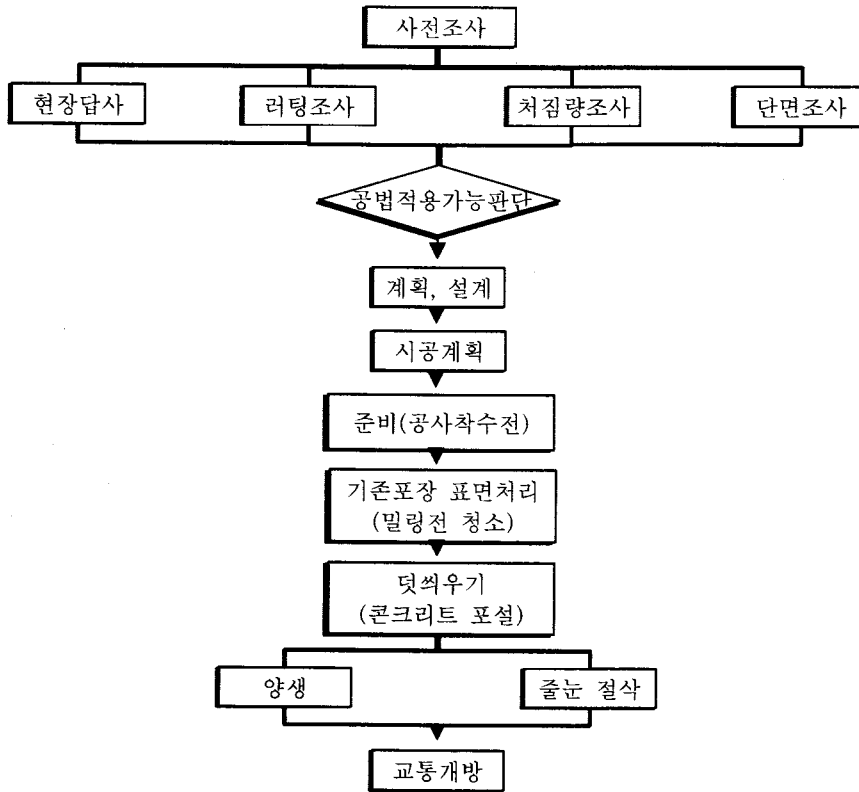 사전조사
현장답사
러팅조사
처짐량조사
단면조사
공법적용가능판단
계획, 설계
시공계획
준비(공사착수전)
기존포장 표면처리
(밀링전 청소)
덧씌우기
(콘크리트 포설)
양생
줄눈 절삭
교통개방